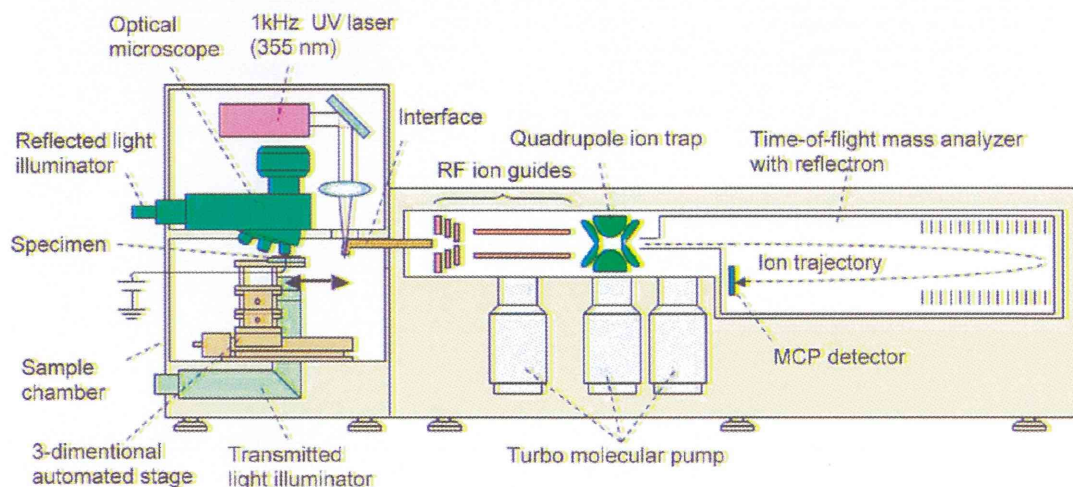 Optical
microscope
1kHz UV laser
(355 nm)
Interface
Quadrupole ion trap
Time-of-flight mass analyzer
with reflectron
Reflected light
illuminator
RF ion guides
Specimen
Ion trajectory
MCP detector
Sample
chamber
3-dimentional
automated stage
Transmitted
light illuminator
Turbo molecular pump